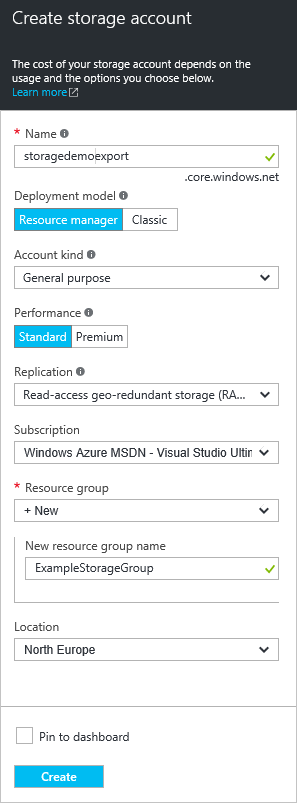 Create storage account
The cost of your storage account depends on the
usage and the options you choose below.
Learn more
* Name
storagedemoexport
.core.windows.net
Deployment model
Resource manager Classic
Account kind
General purpose
Performance
Standard Premium
Replication
Read-access geo-redundant storage (RA...
Subscription
Windows Azure MSDN - Visual Studio Ultin
* Resource group
+ New
New resource group name
ExampleStorageGroup
Location
North Europe
Pin to dashboard
Create